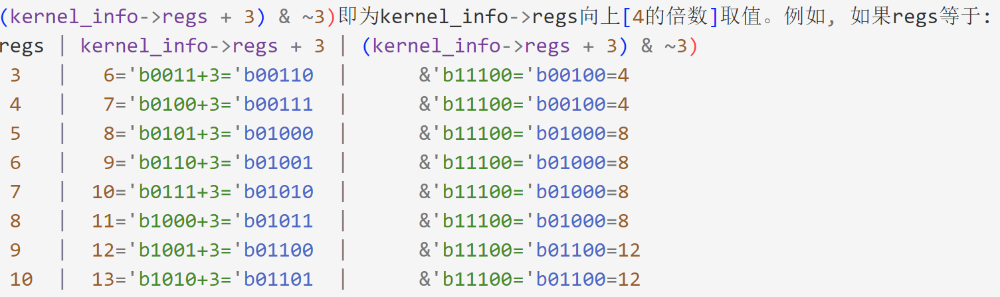 (kernel_info->regs + 3) & ~3)即为kernel_info->regs向上[4的倍数]取值。例如, 如果regs等于:
regs | kernel_info->regs + 3 | (kernel_info->regs + 3) & ~3)
3 | 6='b0011+3='b00110 | &'b11100='b00100=4
4 | 7='b0100+3='b00111 | &'b11100='b00100=4
5 | 8='b0101+3='b01000 | &'b11100='b01000=8
6 | 9='b0110+3='b01001 | &'b11100='b01000=8
7 | 10='b0111+3='b01010 | &'b11100='b01000=8
8 | 11='b1000+3='b01011 | &'b11100='b01000=8
9 | 12='b1001+3='b01100 | &'b11100='b01100=12
10 | 13='b1010+3='b01101 | &'b11100='b01100=12